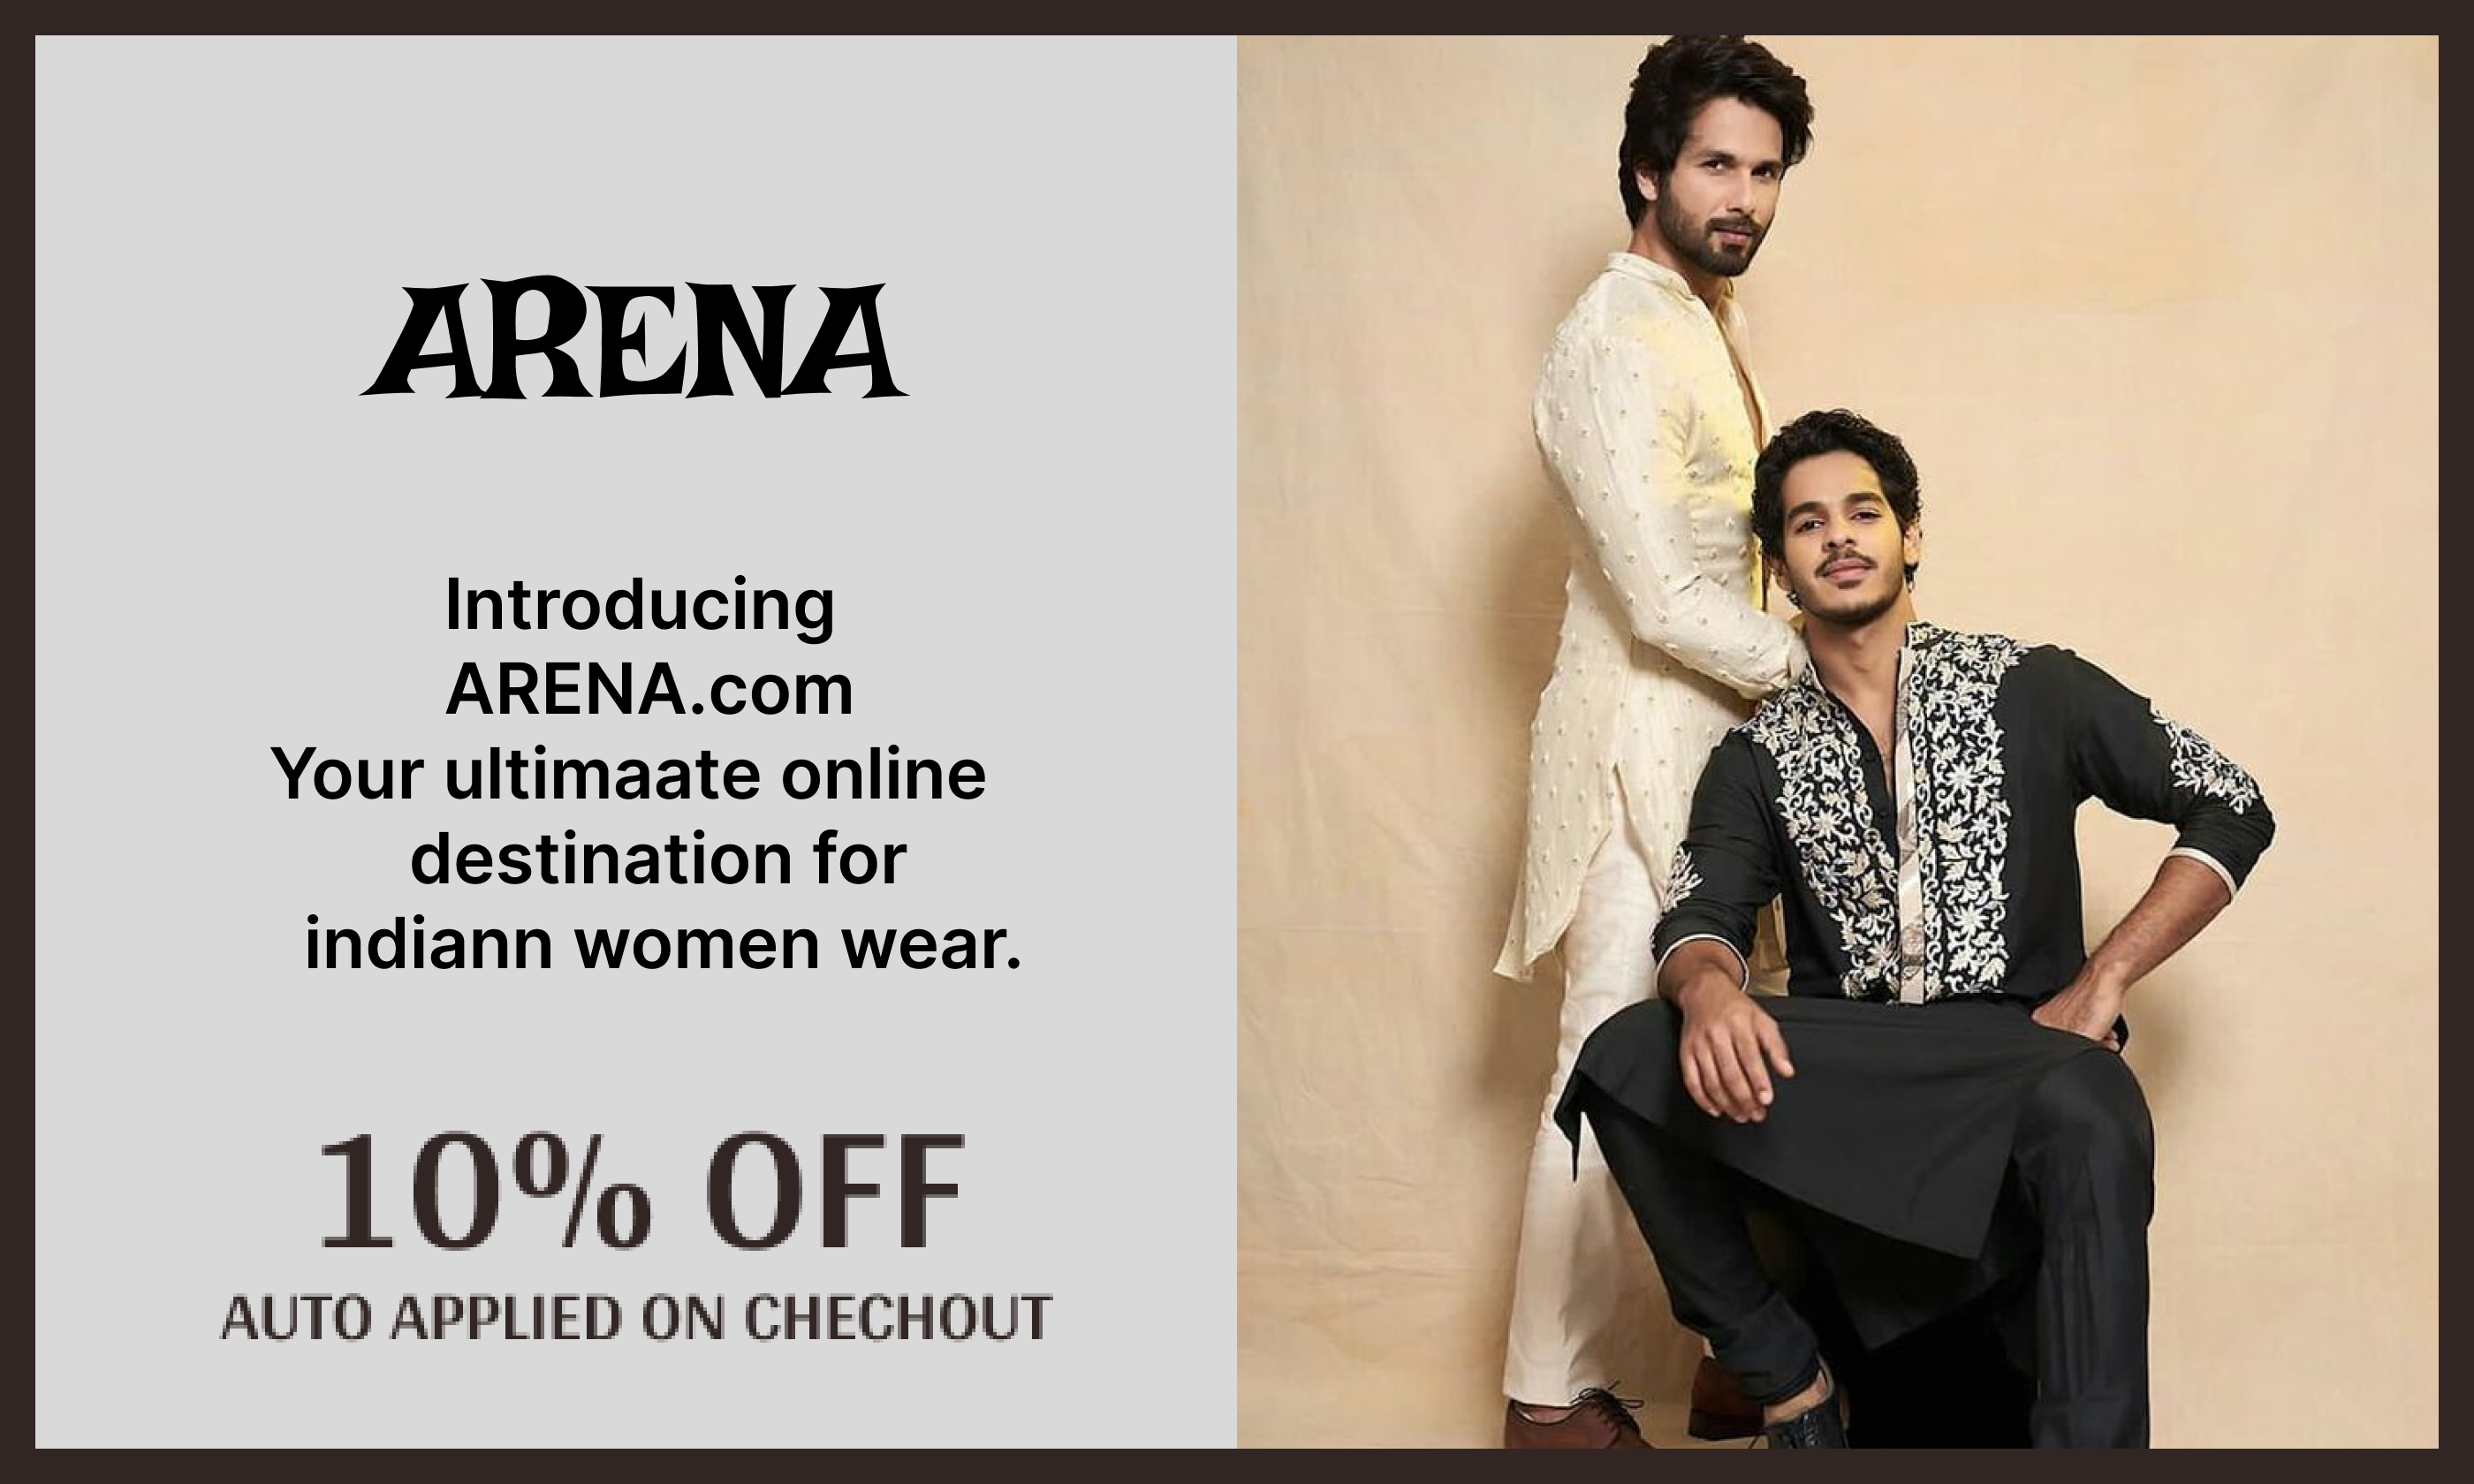 ARENA
Introducing
ARENA.com
Your ultimaate online
destination for
indiann women wear.
10% OFF
AUTO APPLIED ON CHECHOUT